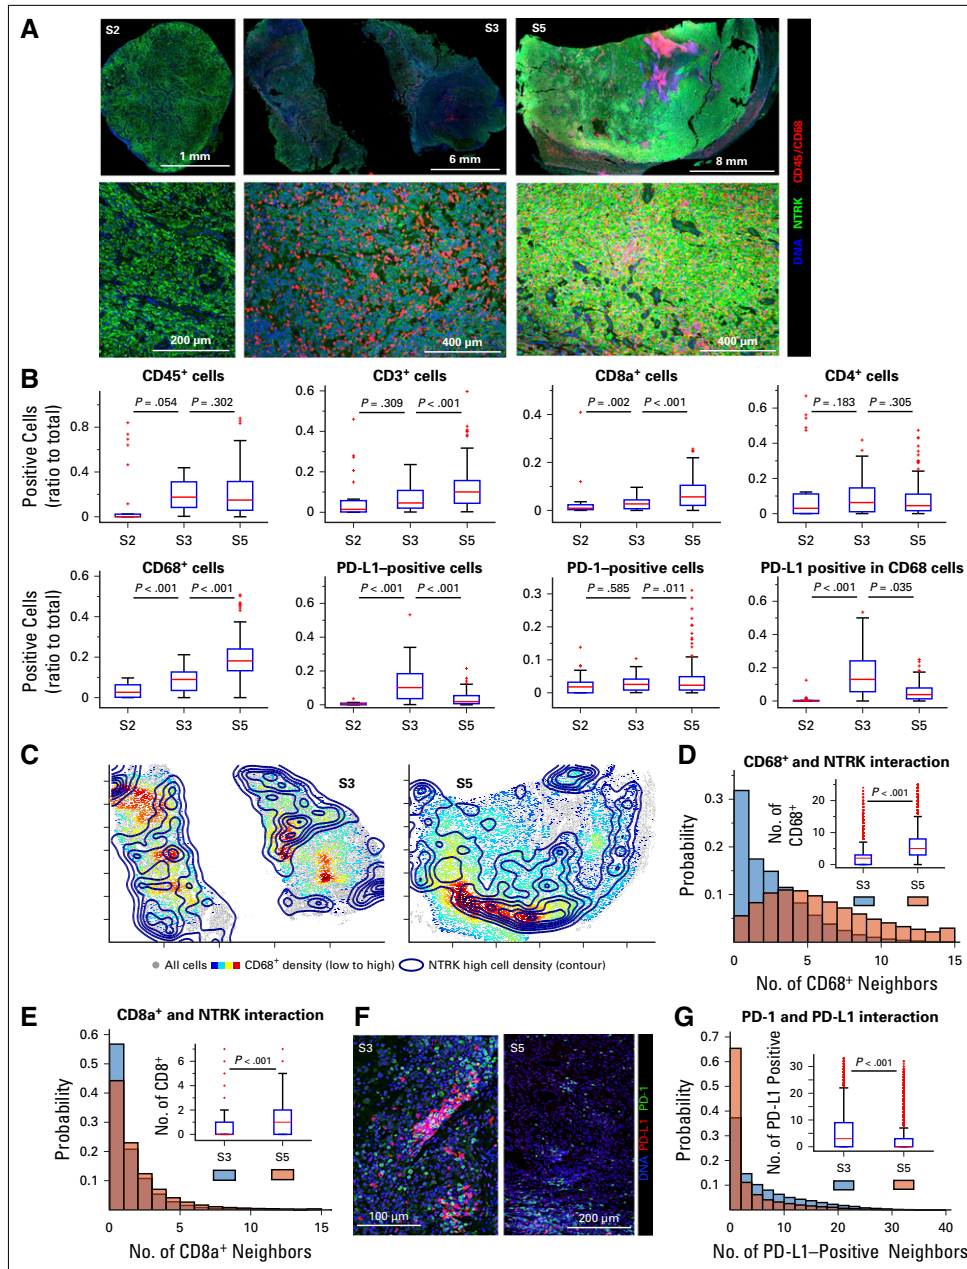 A
S2
S3
S5
1 mm
6 mm
8 mm
200 µm
400 µm
400 µm
DNA NTRK CD45/CD68
B
CD45+ cells
CD3+ cells
CD8a+ cells
CD4+ cells
Positive Cells
(ratio to total)
P = .054
P = .302
P = .309
P < .001
P = .002
P < .001
P = .183
P = .305
0.8
0.4
0
0.6
0.4
0.2
0
0.4
0.2
0
0.6
0.4
0.2
0
S2
S3
S5
S2
S3
S5
S2
S3
S5
S2
S3
S5
CD68+ cells
PD-L1–positive cells
PD-1–positive cells
PD-L1 positive in CD68 cells
Positive Cells
(ratio to total)
P < .001
P < .001
P < .001
P < .001
P = .585
P = .011
P < .001
P = .035
0.6
0.4
0.2
0
0.6
0.4
0.2
0
0.3
0.2
0.1
0
0.6
0.4
0.2
0
S2
S3
S5
S2
S3
S5
S2
S3
S5
S2
S3
S5
C
S3
S5
All cells
CD68+ density (low to high)
NTRK high cell density (contour)
D
CD68+ and NTRK interaction
Probability
0.3
0.2
0.1
0
5
10
15
No. of CD68+ Neighbors
No. of
CD68+
20
10
0
P < .001
S3
S5
E
CD8a+ and NTRK interaction
Probability
0.6
0.5
0.4
0.3
0.2
0.1
0
5
10
15
No. of CD8a+ Neighbors
No. of CD8+
6
4
2
0
P < .001
S3
S5
F
S3
S5
100 µm
200 µm
DNA PD-L1 PD-1
G
PD-1 and PD-L1 interaction
Probability
0.7
0.6
0.5
0.4
0.3
0.2
0.1
0
10
20
30
40
No. of PD-L1–Positive Neighbors
No. of PD-L1 Positive
30
20
10
0
P < .001
S3
S5